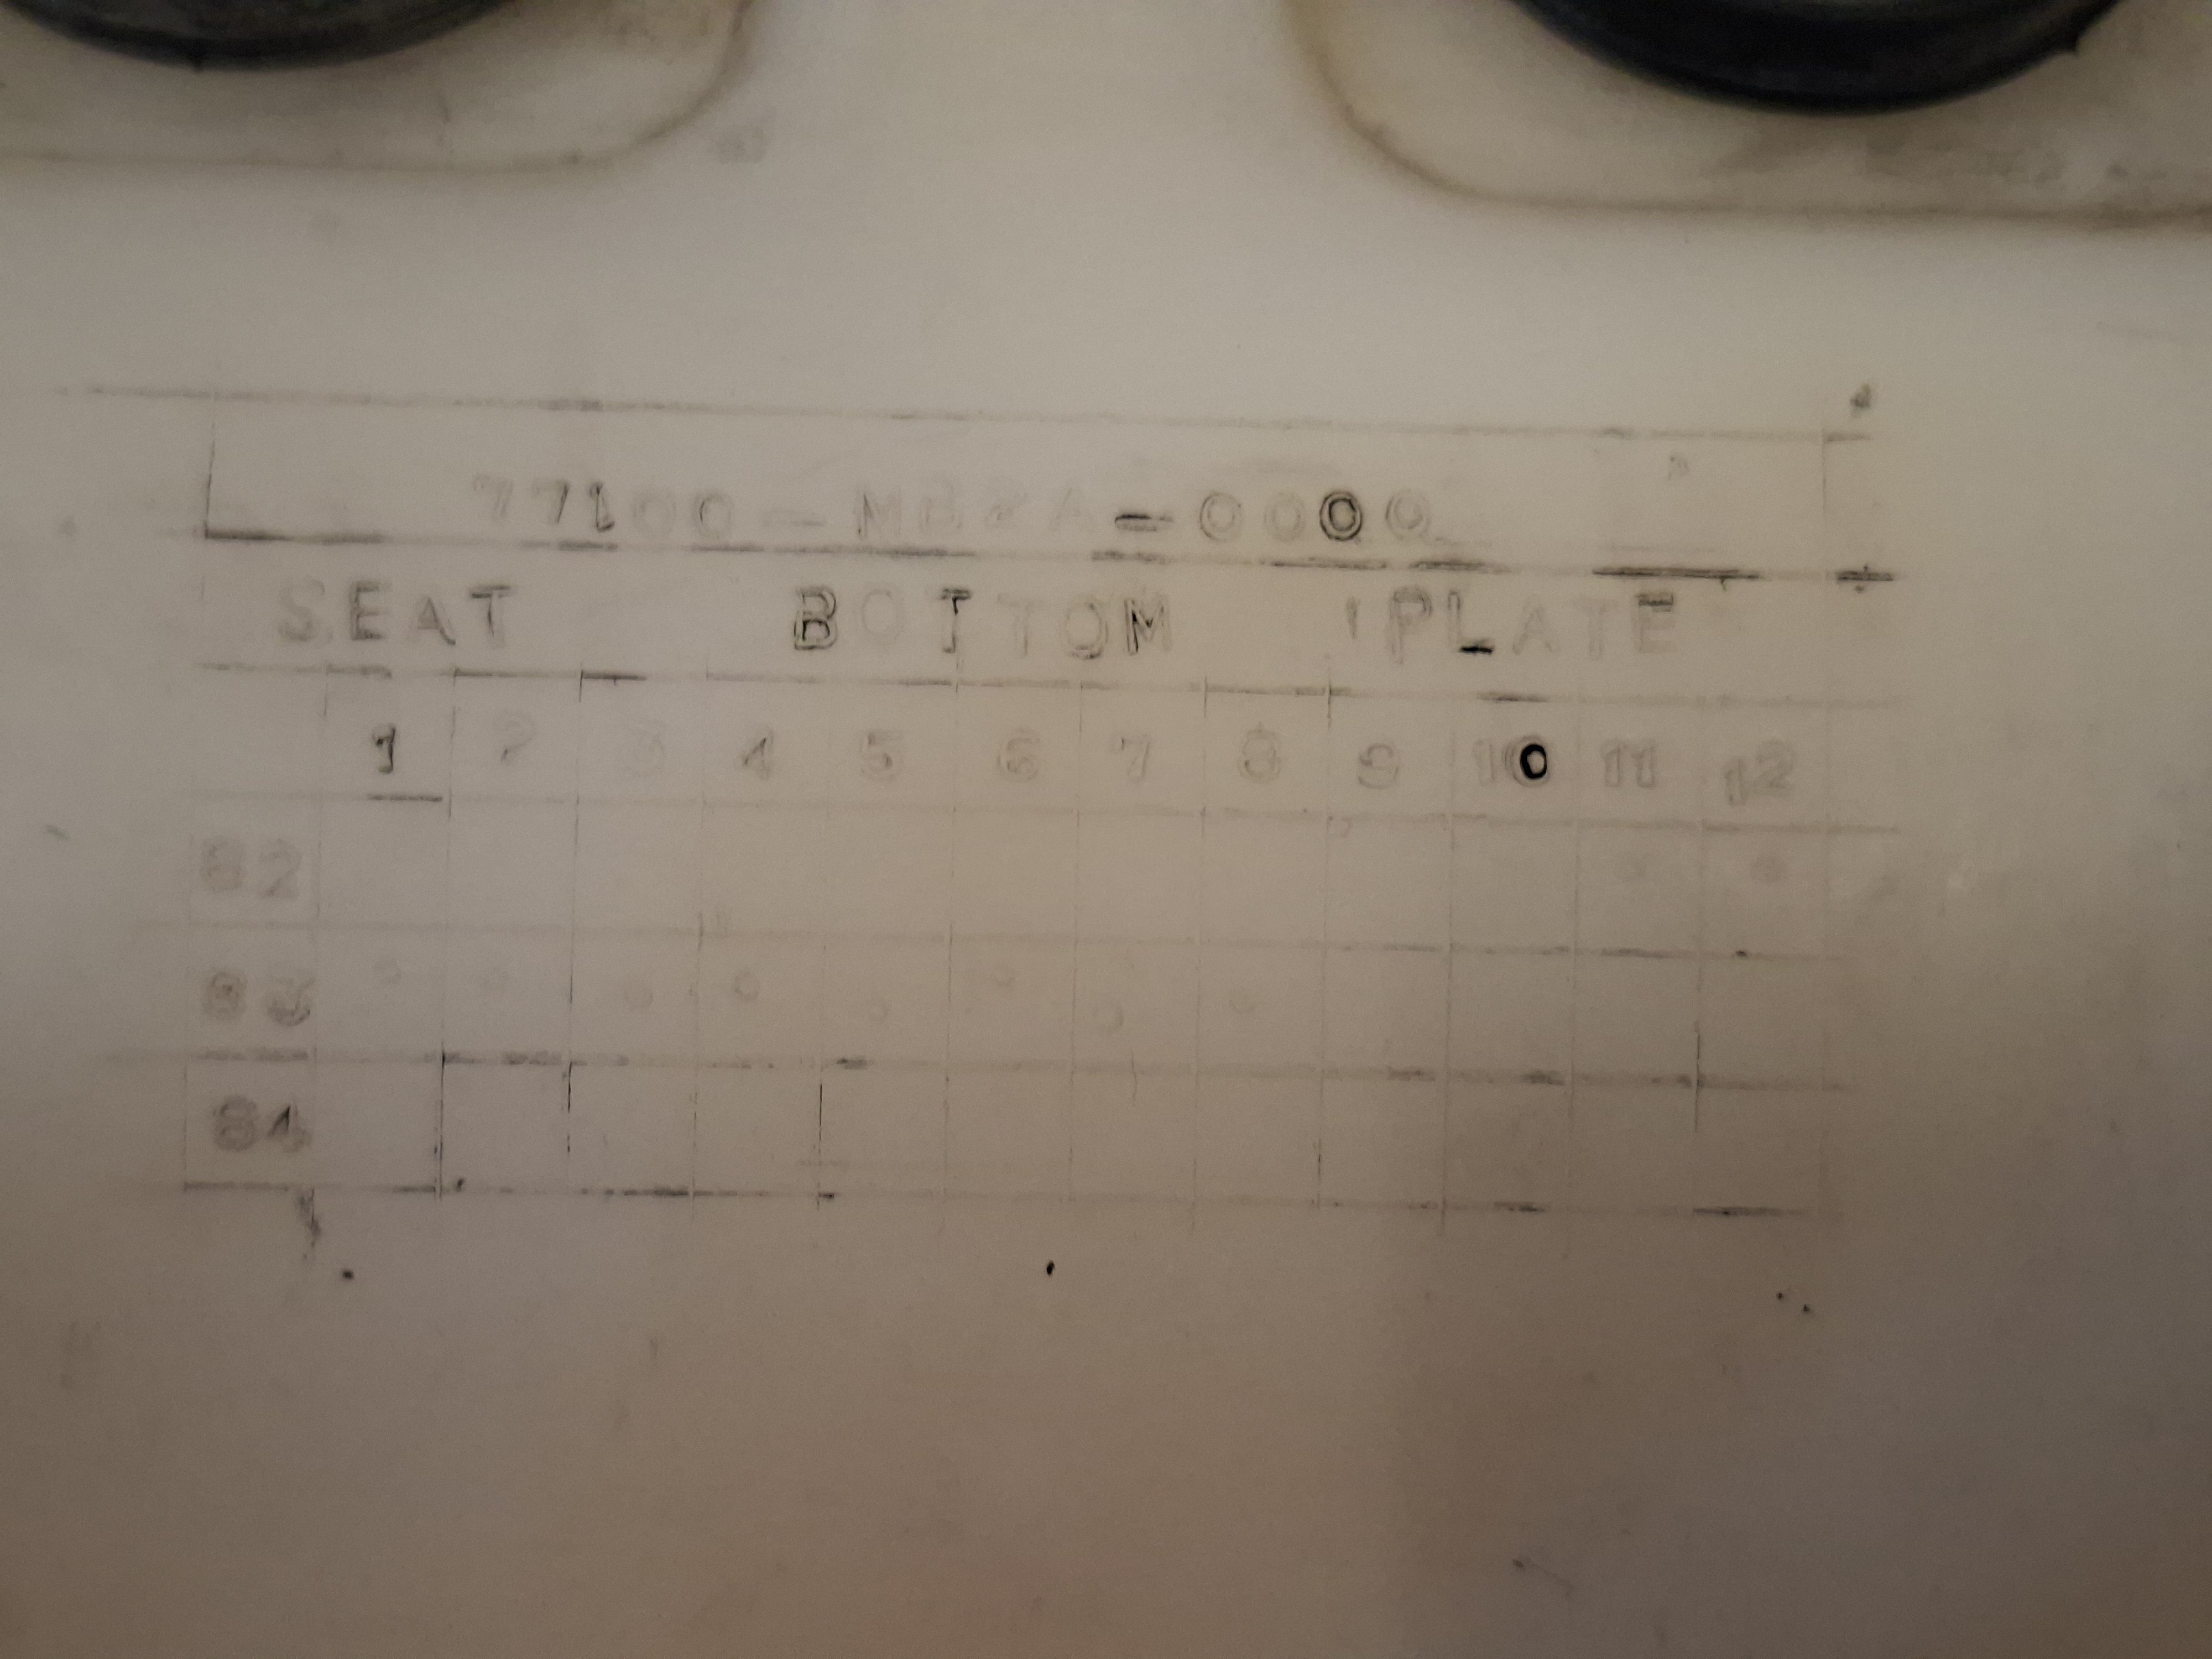 77100-MB2A-0000
SEAT BOTTOM PLATE
1 2 3 4 5 6 7 8 9 10 11 12
82
83
84